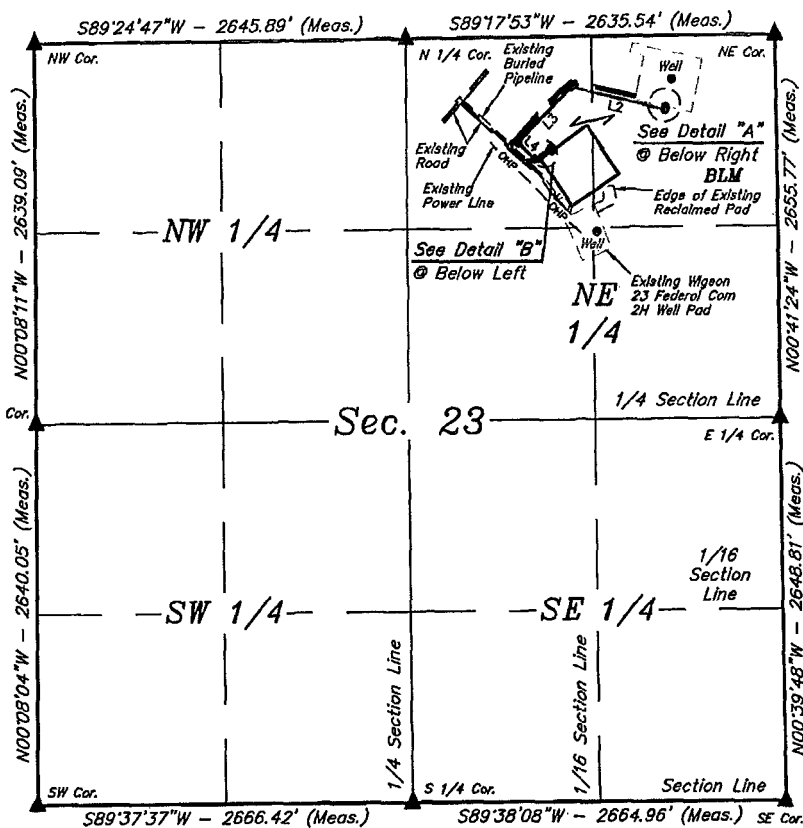 S89°24'47"W - 2645.89' (Meas.)
S89°17'53"W - 2635.54' (Meas.)
NW Cor.
N 1/4 Cor.
Existing
Buried
Pipeline
Well
NE Cor.
L3
L2
L4
Existing
Road
OHP
Existing
Power Line
OHP
See Detail "A"
@ Below Right
BLM
Edge of Existing
Reclaimed Pad
N00°08'11"W - 2639.09' (Meas.)
N00°41'24"W - 2655.77' (Meas.)
NW 1/4
See Detail "B"
@ Below Left
Well
NE
1/4
Existing Wigeon
23 Federal Com
2H Well Pad
1/4 Section Line
Cor.
Sec. 23
E 1/4 Cor.
N00°08'04"W - 2640.05' (Meas.)
N00°39'48"W - 2648.81' (Meas.)
1/16
Section
Line
SW 1/4
SE 1/4
1/4 Section Line
1/16 Section Line
SW Cor.
S 1/4 Cor.
Section Line
S89°37'37"W - 2666.42' (Meas.)
S89°38'08"W - 2664.96' (Meas.)
SE Cor.